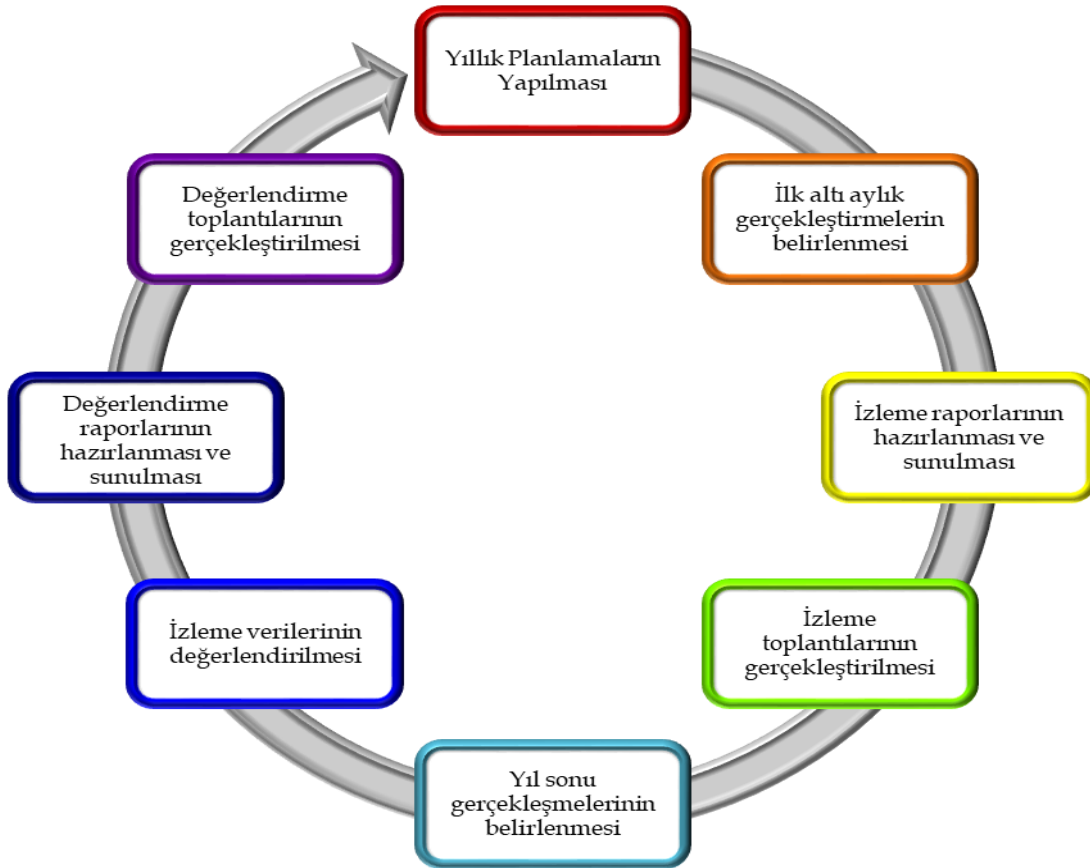 Yıllık Planlamaların
Yapılması
İlk altı aylık
gerçekleştirmelerin
belirlenmesi
İzleme raporlarının
hazırlanması ve
sunulması
İzleme
toplantılarının
gerçekleştirilmesi
Yıl sonu
gerçekleşmelerinin
belirlenmesi
İzleme verilerinin
değerlendirilmesi
Değerlendirme
raporlarının
hazırlanması ve
sunulması
Değerlendirme
toplantılarının
gerçekleştirilmesi